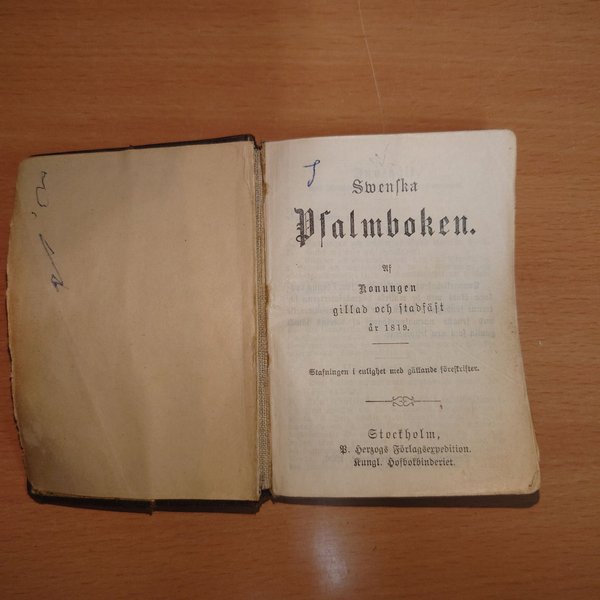 Swenska
Psalmboken.
Af
Konungen
gillad och stadfäst
år 1819.
Stafningen i enlighet med gällande föreskrifter.
Stockholm,
P. Herzogs Förlagsexpedition.
Kungl. Hofbokbinderiet.